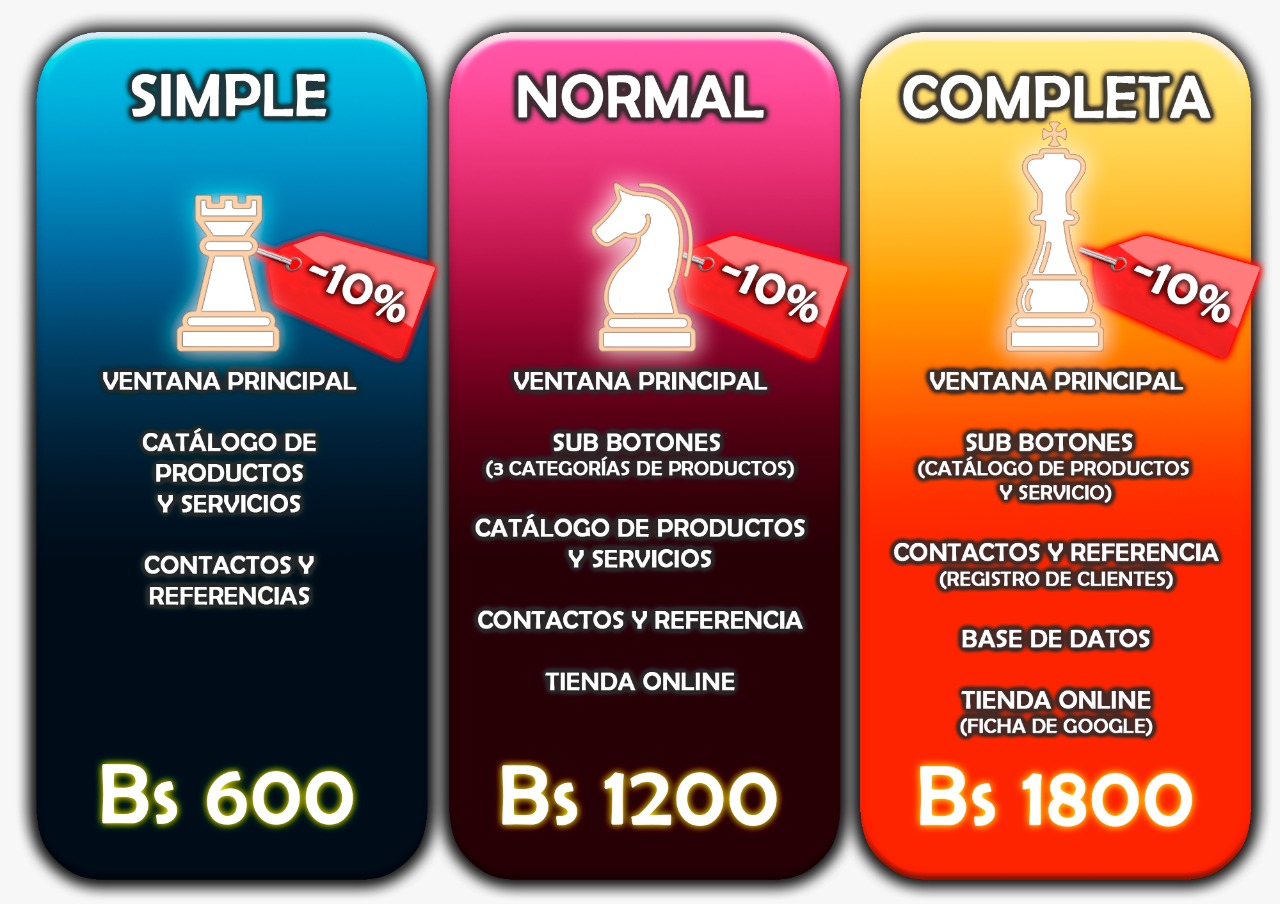 SIMPLE
-10%
VENTANA PRINCIPAL
CATÁLOGO DE
PRODUCTOS
Y SERVICIOS
CONTACTOS Y
REFERENCIAS
Bs 600
NORMAL
-10%
VENTANA PRINCIPAL
SUB BOTONES
(3 CATEGORÍAS DE PRODUCTOS)
CATÁLOGO DE PRODUCTOS
Y SERVICIOS
CONTACTOS Y REFERENCIA
TIENDA ONLINE
Bs 1200
COMPLETA
-10%
VENTANA PRINCIPAL
SUB BOTONES
(CATÁLOGO DE PRODUCTOS
Y SERVICIO)
CONTACTOS Y REFERENCIA
(REGISTRO DE CLIENTES)
BASE DE DATOS
TIENDA ONLINE
(FICHA DE GOOGLE)
Bs 1800